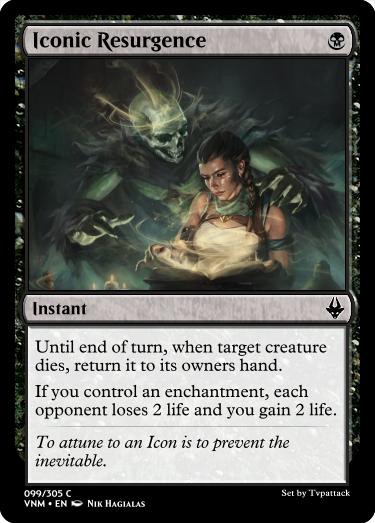 Iconic Resurgence
Instant
Until end of turn, when target creature
dies, return it to its owners hand.
If you control an enchantment, each
opponent loses 2 life and you gain 2 life.
To attune to an Icon is to prevent the
inevitable.
099/305 C
VNM • EN Nik Hagialas
Set by Tvpattack